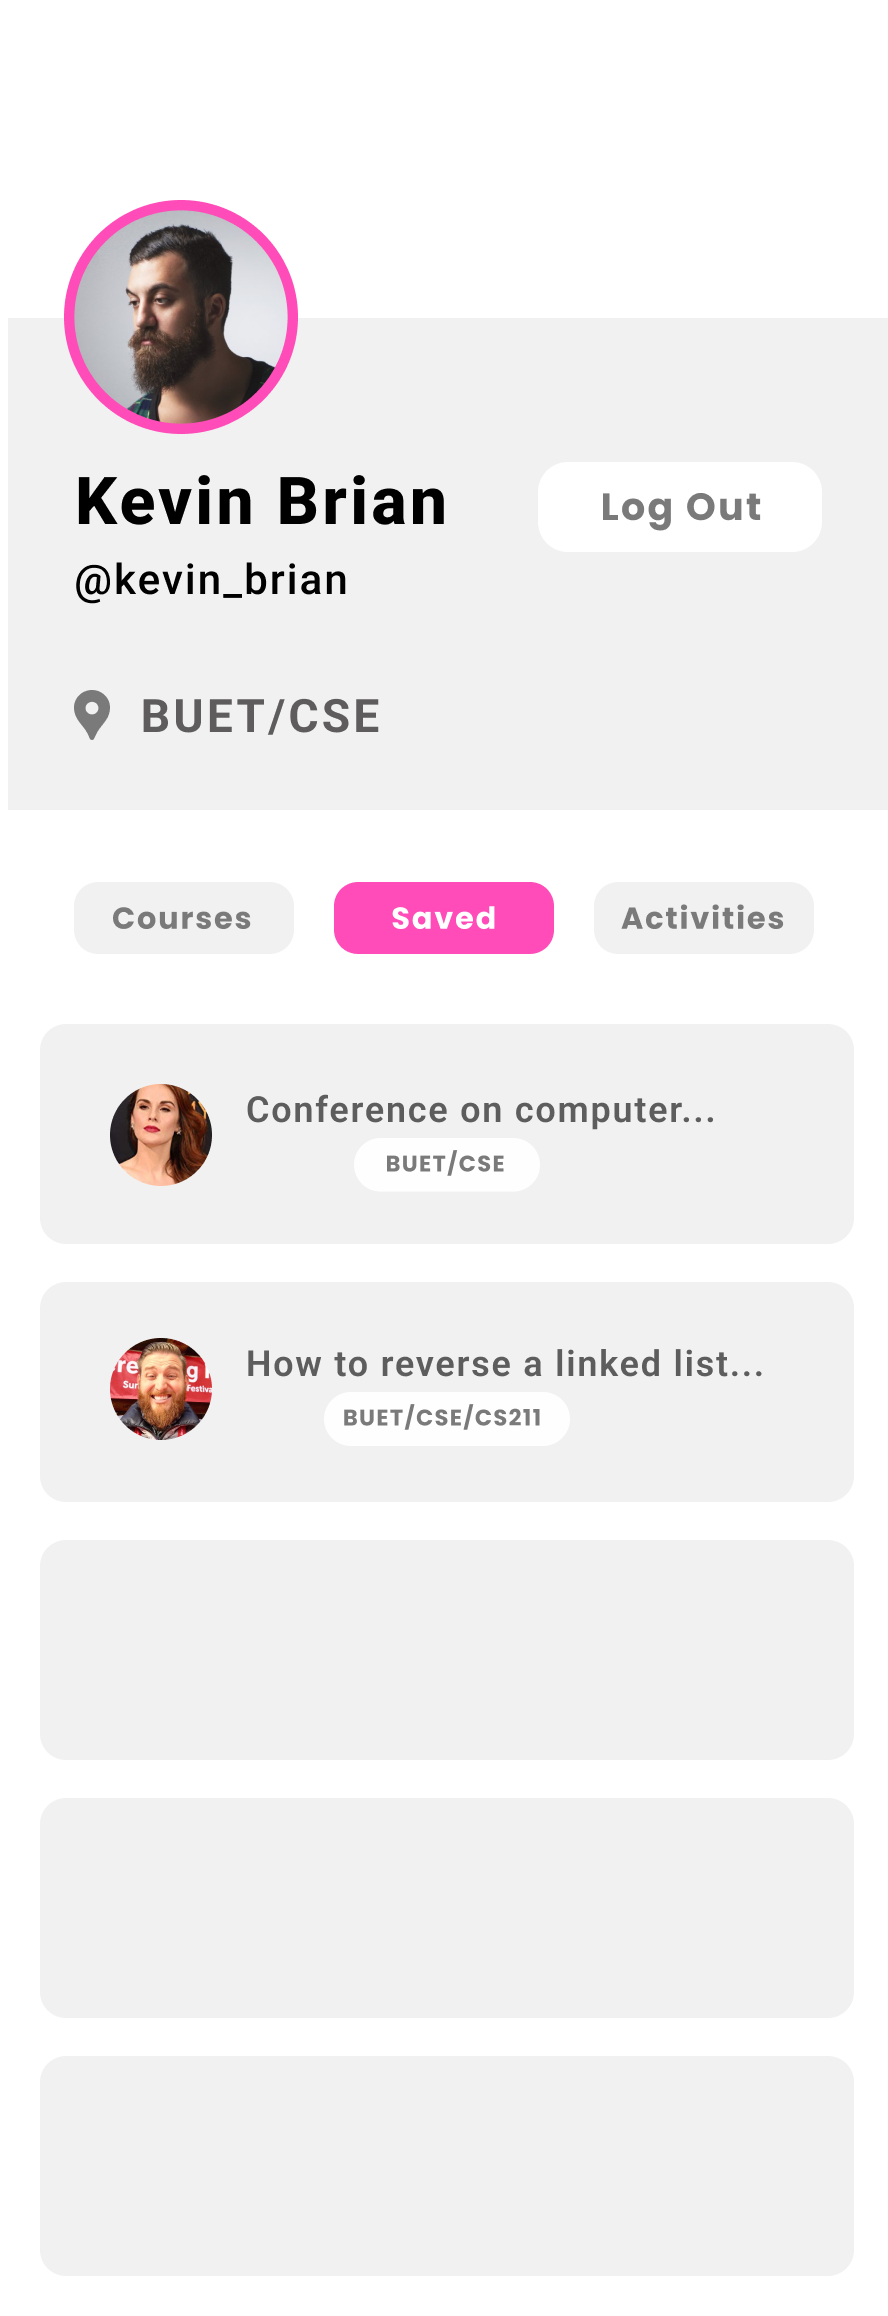 Kevin Brian
Log Out
@kevin_brian
BUET/CSE
Courses
Saved
Activities
Conference on computer...
BUET/CSE
How to reverse a linked list...
BUET/CSE/CS211